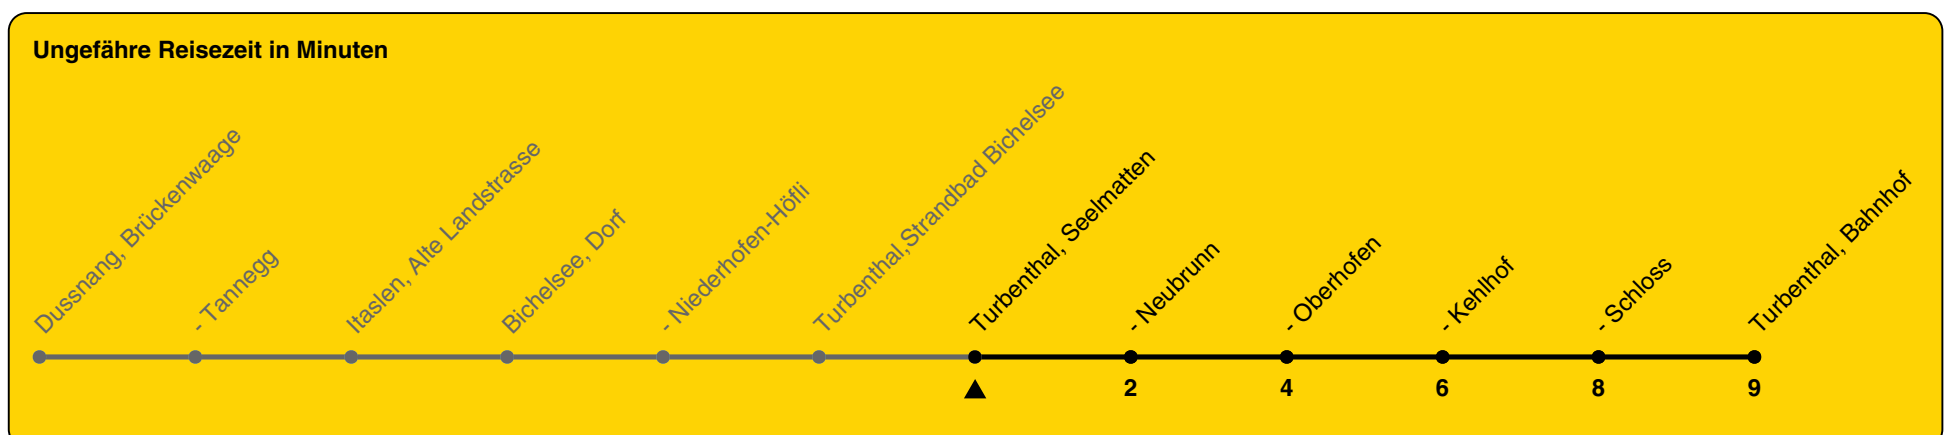 Ungefähre Reisezeit in Minuten
Dussnang, Brückenwaage
- Tannegg
Itaslen, Alte Landstrasse
Bichelsee, Dorf
- Niederhofen-Höfli
Turbenthal,Strandbad Bichelsee
Turbenthal, Seelmatten
- Neubrunn
- Oberhofen
- Kehlhof
- Schloss
Turbenthal, Bahnhof
2 4 6 8 9